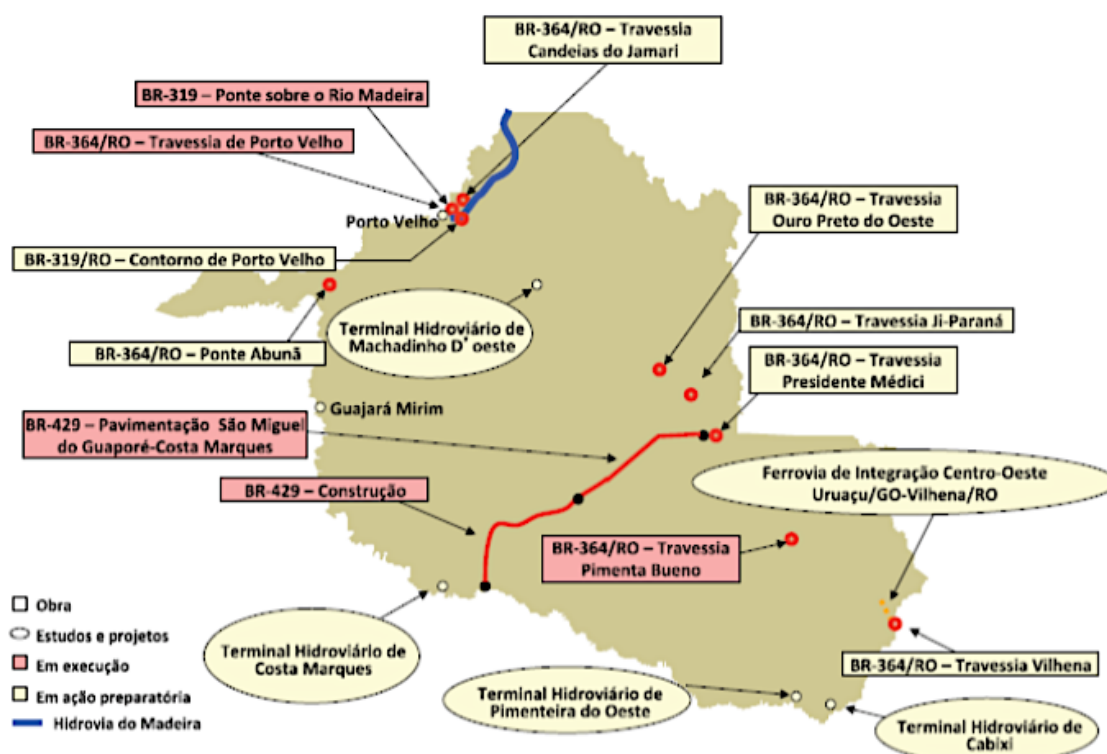 BR-364/RO – Travessia
Candeias do Jamari
BR-319 – Ponte sobre o Rio Madeira
BR-364/RO – Travessia de Porto Velho
BR-364/RO – Travessia
Ouro Preto do Oeste
Porto Velho
BR-319/RO – Contorno de Porto Velho
Terminal Hidroviário de
Machadinho D' oeste
BR-364/RO – Travessia Ji-Paraná
BR-364/RO – Ponte Abunã
BR-364/RO – Travessia
Presidente Médici
Guajará Mirim
BR-429 – Pavimentação São Miguel
do Guaporé-Costa Marques
Ferrovia de Integração Centro-Oeste
Uruaçu/GO-Vilhena/RO
BR-429 – Construção
BR-364/RO – Travessia
Pimenta Bueno
Obra
Estudos e projetos
Em execução
Em ação preparatória
Hidrovia do Madeira
Terminal Hidroviário de
Costa Marques
BR-364/RO – Travessia Vilhena
Terminal Hidroviário de
Pimenteira do Oeste
Terminal Hidroviário de
Cabixi